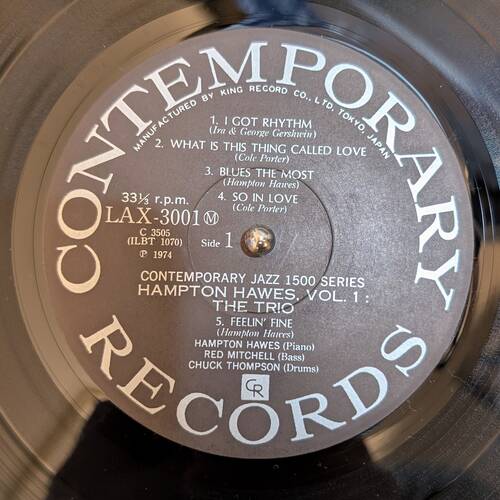 CONTEMPORARY
MANUFACTURED BY KING RECORD CO., LTD. TOKYO, JAPAN
1. I GOT RHYTHM
(Ira & George Gershwin)
2. WHAT IS THIS THING CALLED LOVE
(Cole Porter)
3. BLUES THE MOST
(Hampton Hawes)
4. SO IN LOVE
(Cole Porter)
33⅓ r.p.m.
LAX-3001 Ⓜ
C 3505
(ILBT 1070)
Ⓟ 1974
Side 1
CONTEMPORARY JAZZ 1500 SERIES
HAMPTON HAWES, VOL. 1 :
THE TRIO
5. FEELIN' FINE
(Hampton Hawes)
HAMPTON HAWES (Piano)
RED MITCHELL (Bass)
CHUCK THOMPSON (Drums)
CR
RECORDS